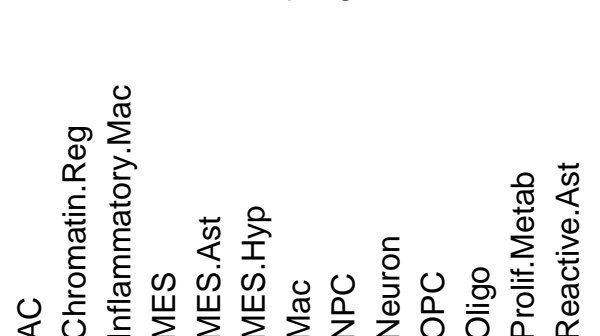 AC
Chromatin.Reg
Inflammatory.Mac
MES
MES.Ast
MES.Hyp
Mac
NPC
Neuron
OPC
Oligo
Prolif.Metab
Reactive.Ast